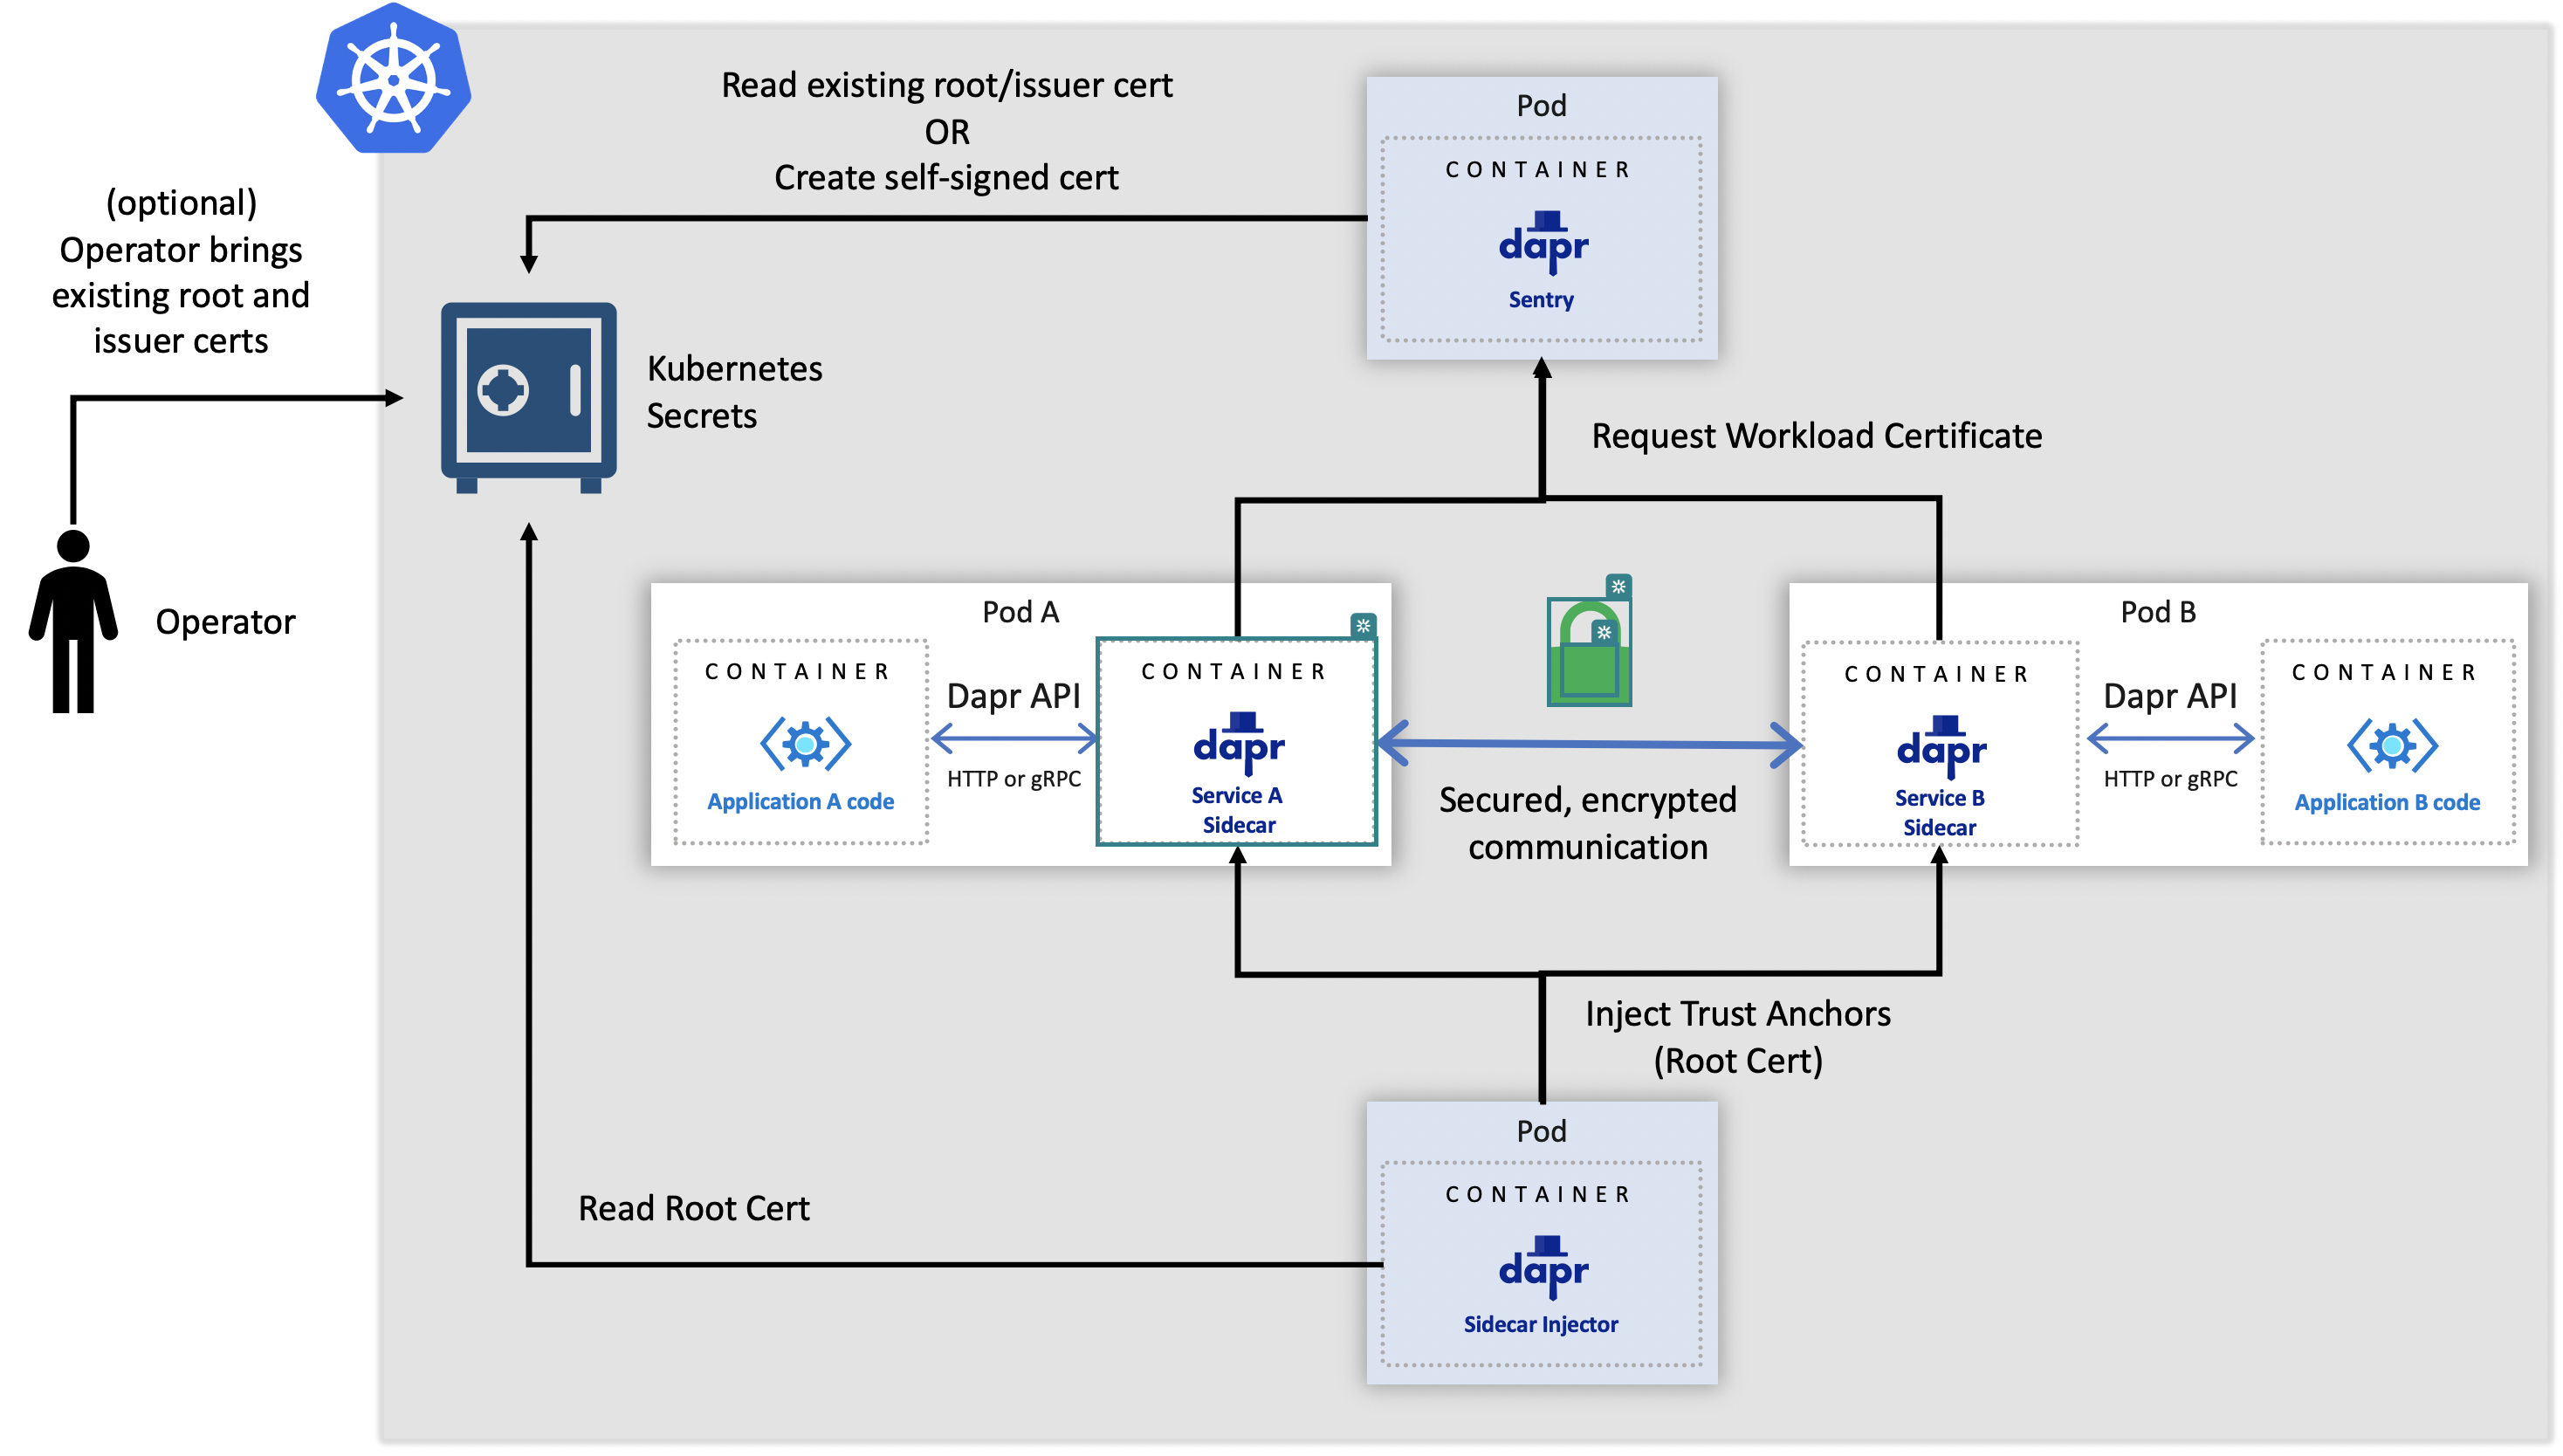 Read existing root/issuer cert
OR
Create self-signed cert
Pod
CONTAINER
dapr
Sentry
(optional)
Operator brings
existing root and
issuer certs
Kubernetes
Secrets
Request Workload Certificate
Operator
Pod A
CONTAINER
Application A code
Dapr API
HTTP or gRPC
CONTAINER
dapr
Service A
Sidecar
Secured, encrypted
communication
Pod B
CONTAINER
dapr
Service B
Sidecar
Dapr API
HTTP or gRPC
CONTAINER
Application B code
Inject Trust Anchors
(Root Cert)
Read Root Cert
Pod
CONTAINER
dapr
Sidecar Injector